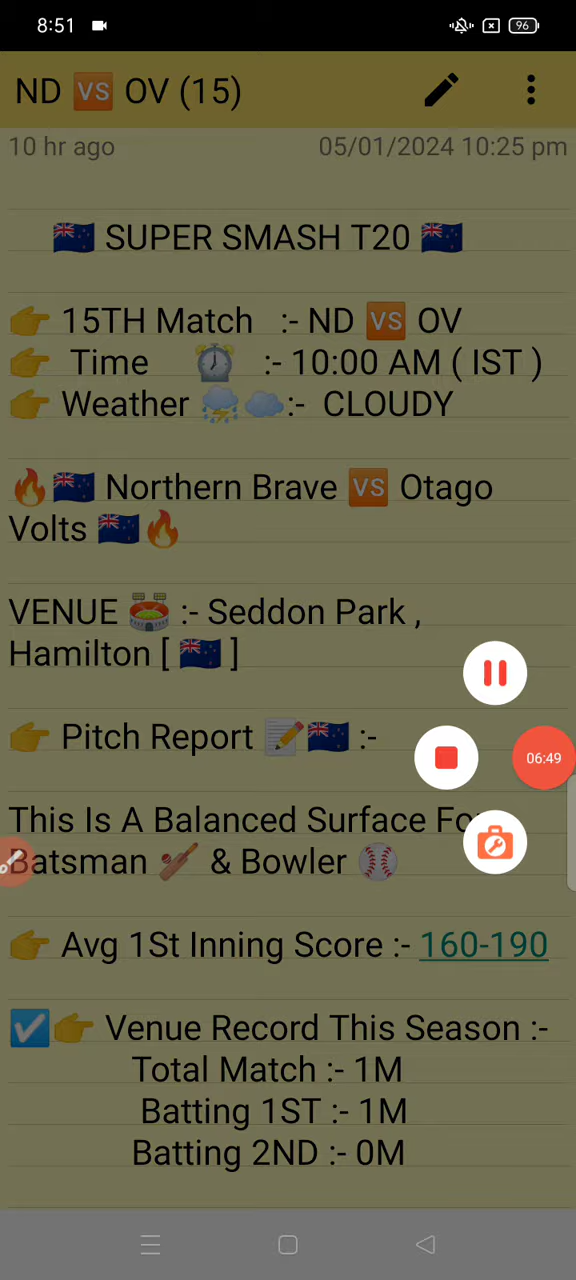 8:51 96
ND 🆚 OV (15)
10 hr ago 05/01/2024 10:25 pm
🇳🇿 SUPER SMASH T20 🇳🇿
👉 15TH Match :- ND 🆚 OV
👉 Time ⏰ :- 10:00 AM ( IST )
👉 Weather ⛈️☁️:- CLOUDY
🔥🇳🇿 Northern Brave 🆚 Otago
Volts 🇳🇿🔥
VENUE 🏟️ :- Seddon Park ,
Hamilton [ 🇳🇿 ]
👉 Pitch Report 📝🇳🇿 :-
06:49
This Is A Balanced Surface Fo
Batsman 🏏 & Bowler ⚾
👉 Avg 1St Inning Score :- 160-190
☑️👉 Venue Record This Season :-
Total Match :- 1M
Batting 1ST :- 1M
Batting 2ND :- 0M